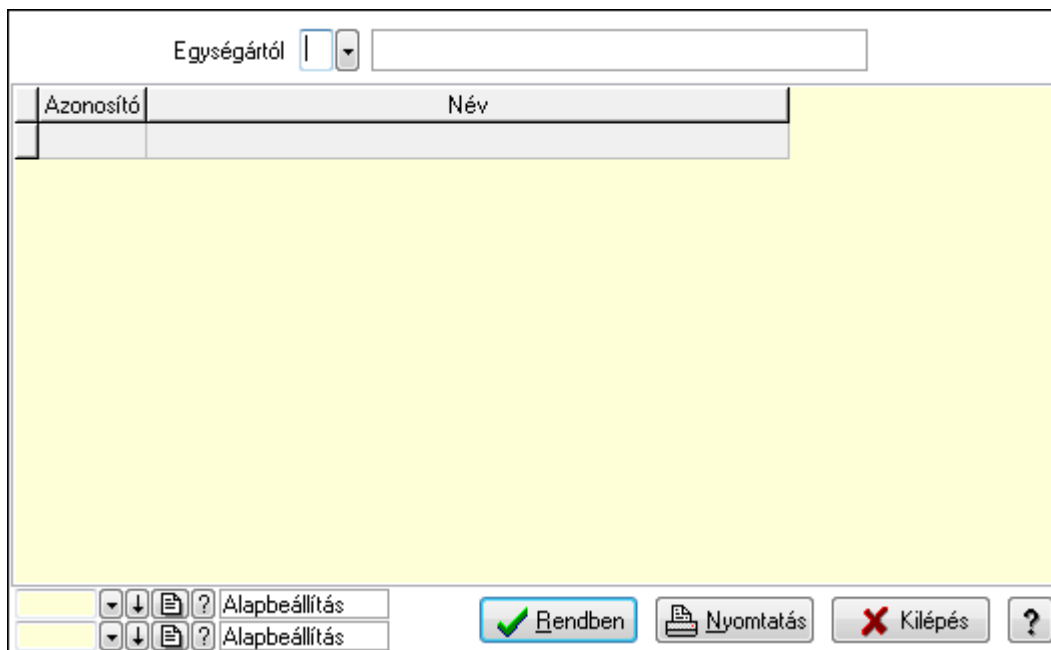 Egységártól
Azonosító Név
? Alapbeállítás
? Alapbeállítás
Rendben Nyomtatás Kilépés ?